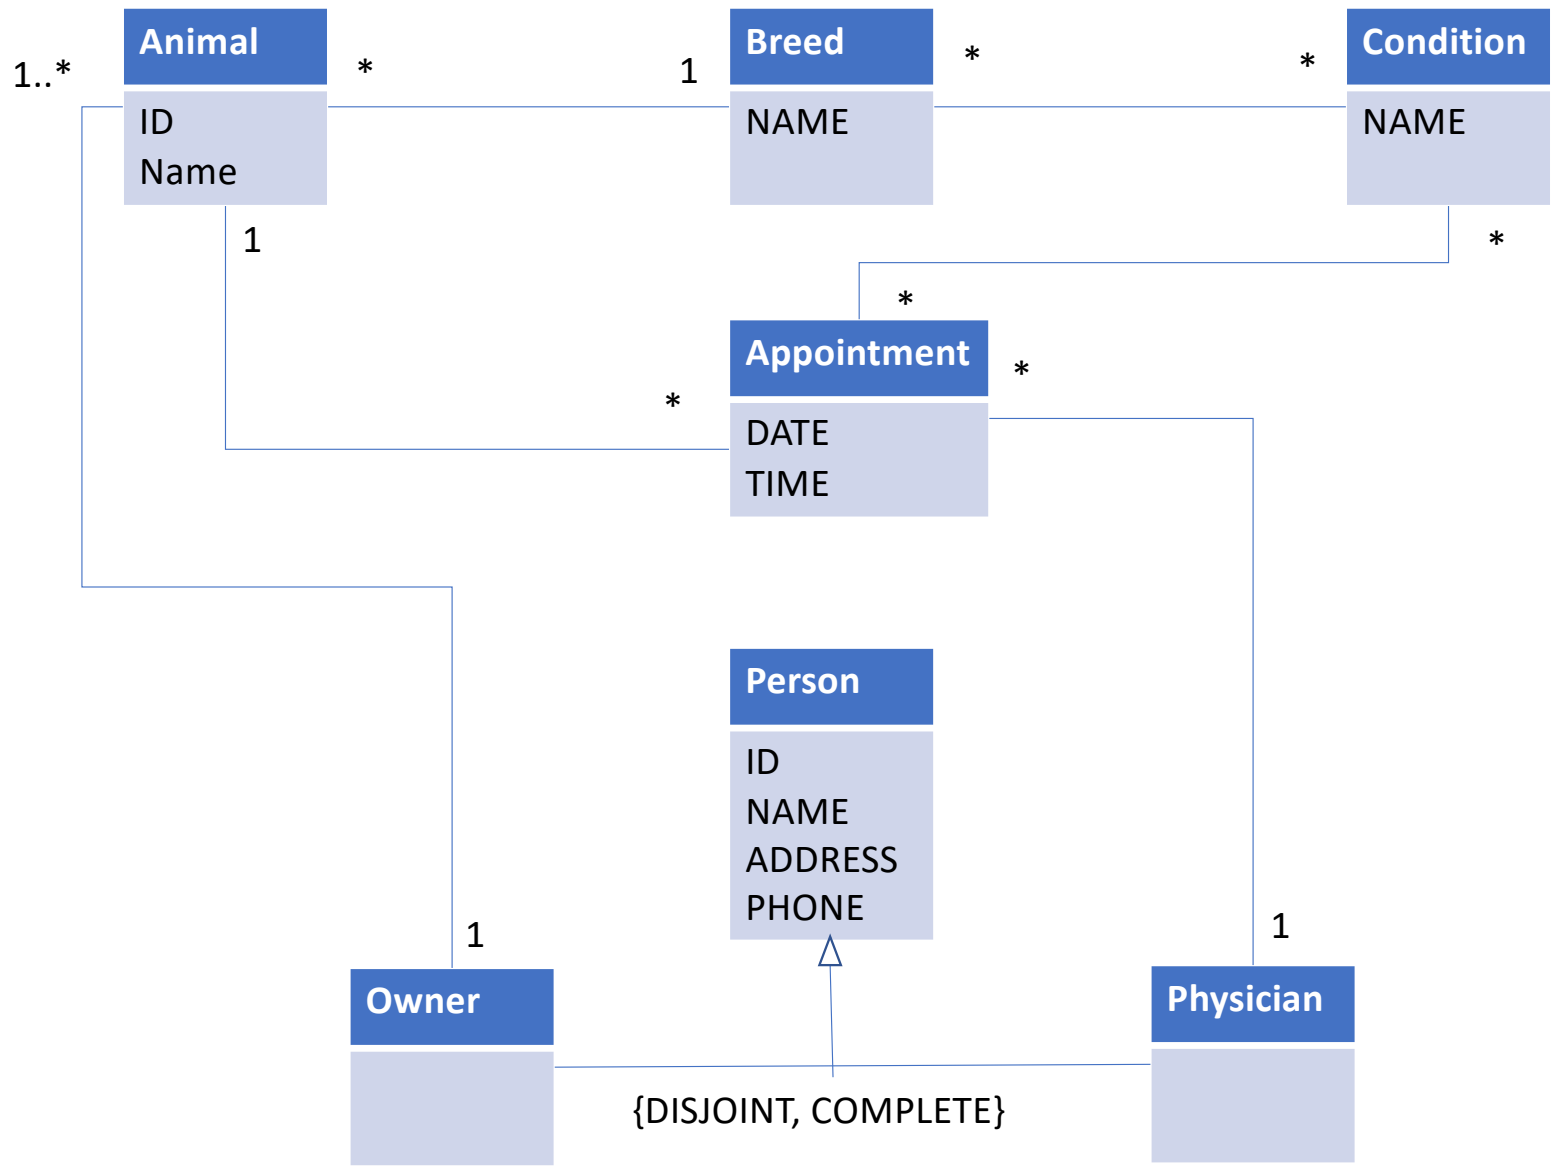 Animal
Breed
Condition
1..*
*
1
*
*
ID
Name
NAME
NAME
1
*
*
Appointment
*
*
DATE
TIME
Person
ID
NAME
ADDRESS
PHONE
1
1
Owner
Physician
{DISJOINT, COMPLETE}